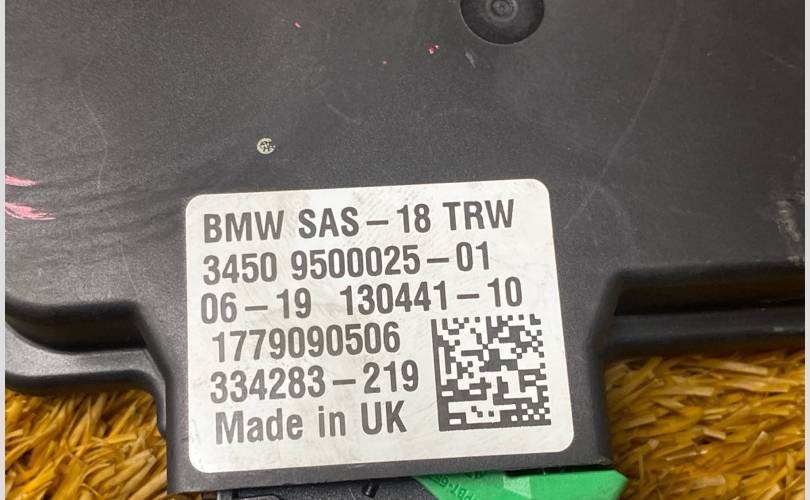 BMW SAS-18 TRW
3450 9500025-01
06-19 130441-10
1779090506
334283-219
Made in UK